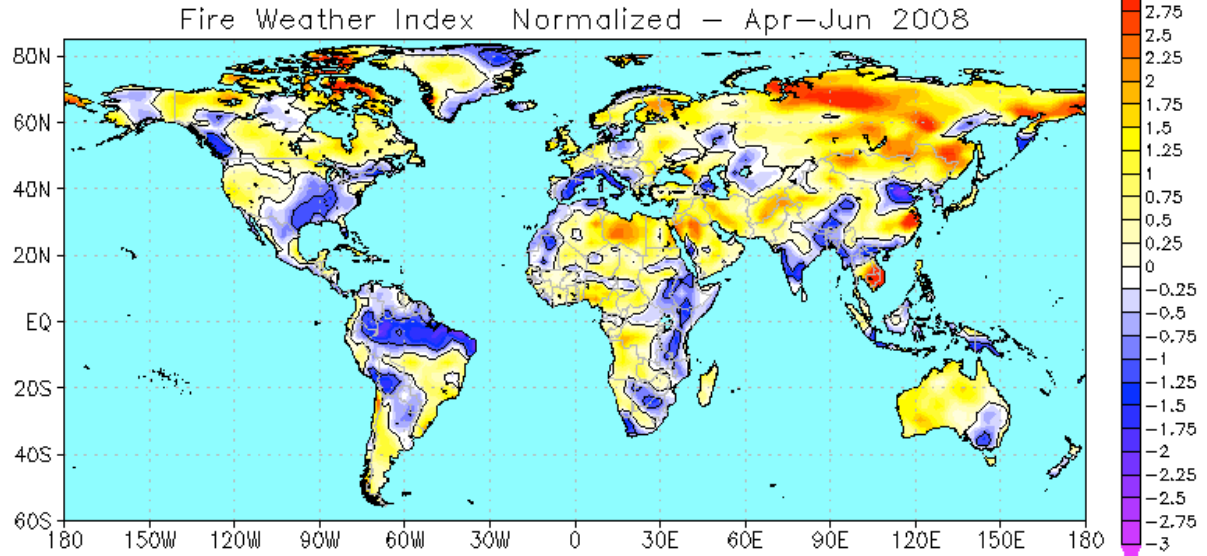 Fire Weather Index Normalized – Apr–Jun 2008
80N
60N
40N
20N
EQ
20S
40S
60S
180 150W 120W 90W 60W 30W 0 30E 60E 90E 120E 150E 180
2.75
2.5
2.25
2
1.75
1.5
1.25
1
0.75
0.5
0.25
0
−0.25
−0.5
−0.75
−1
−1.25
−1.5
−1.75
−2
−2.25
−2.5
−2.75
−3